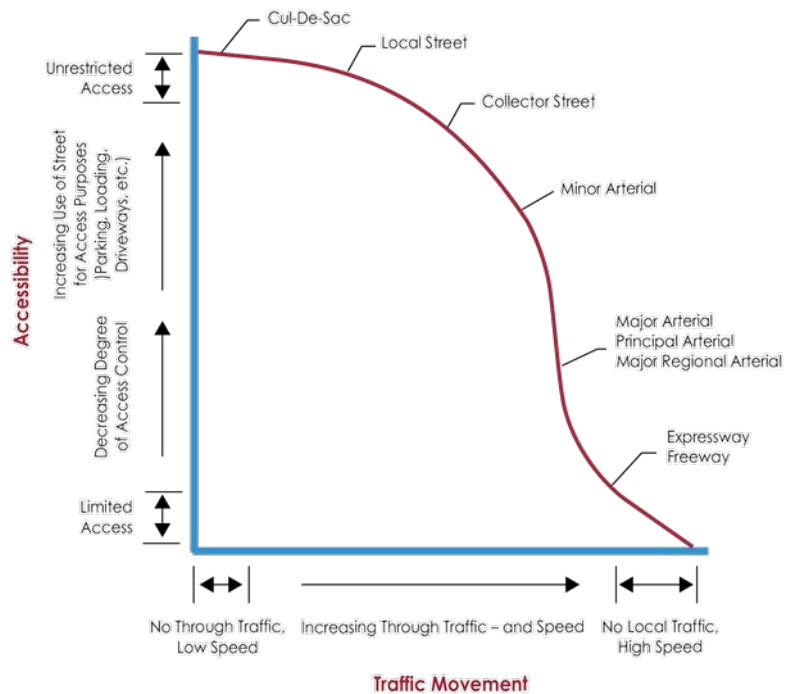 Cul-De-Sac
Local Street
Collector Street
Minor Arterial
Major Arterial
Principal Arterial
Major Regional Arterial
Expressway
Freeway
Accessibility
Unrestricted
Access
Increasing Use of Street
for Access Purposes
)Parking, Loading,
Driveways, etc.)
Decreasing Degree
of Access Control
Limited
Access
No Through Traffic,
Low Speed
Increasing Through Traffic – and Speed
No Local Traffic,
High Speed
Traffic Movement